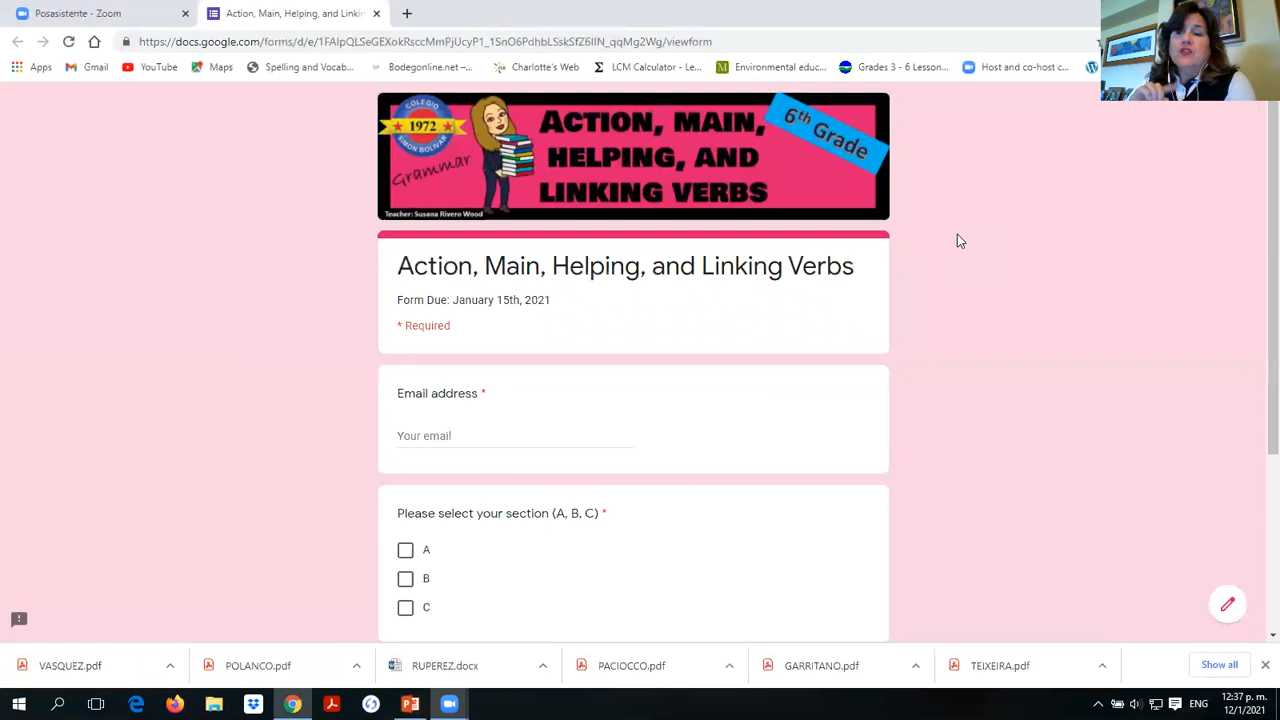 Posasistente - Zoom
Action, Main, Helping, and Linkin
https://docs.google.com/forms/d/e/1FAIpQLSeGEXokRsccMmPjUcyP1_1SnO6PdhbLSskSfZ6IIN_qqMg2Wg/viewform
Apps Gmail YouTube Maps Spelling and Vocab... Bodegonline.net –... Charlotte's Web LCM Calculator - Le... Environmental educ... Grades 3 - 6 Lesson... Host and co-host c...
COLEGIO
1972
SIMON BOLIVAR
Grammar
ACTION, MAIN,
HELPING, AND
LINKING VERBS
6th Grade
Teacher: Susana Rivero Wood
Action, Main, Helping, and Linking Verbs
Form Due: January 15th, 2021
* Required
Email address *
Your email
Please select your section (A, B, C) *
A
B
C
VASQUEZ.pdf POLANCO.pdf RUPEREZ.docx PACIOCCO.pdf GARRITANO.pdf TEIXEIRA.pdf Show all
ENG
12:37 p. m.
12/1/2021